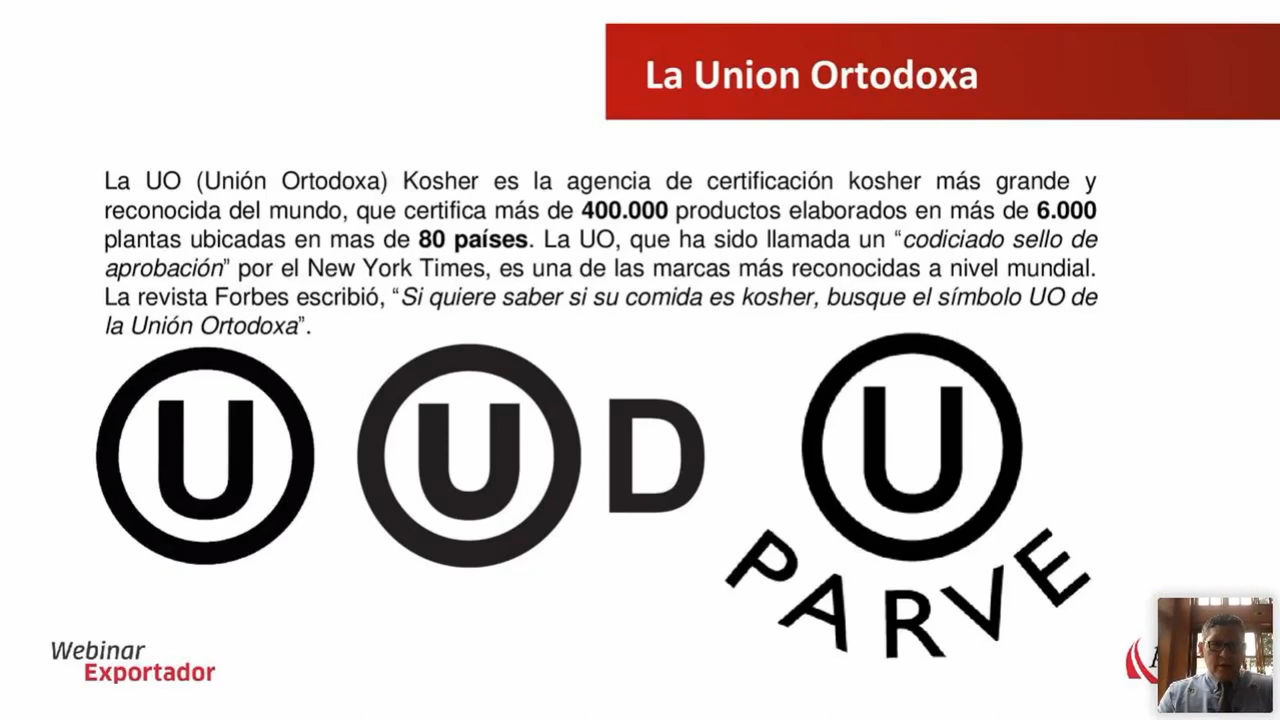 La Union Ortodoxa
La UO (Unión Ortodoxa) Kosher es la agencia de certificación kosher más grande y
reconocida del mundo, que certifica más de 400.000 productos elaborados en más de 6.000
plantas ubicadas en mas de 80 países. La UO, que ha sido llamada un “codiciado sello de
aprobación” por el New York Times, es una de las marcas más reconocidas a nivel mundial.
La revista Forbes escribió, “Si quiere saber si su comida es kosher, busque el símbolo UO de
la Unión Ortodoxa”.
U
U D
U
PARVE
Webinar
Exportador